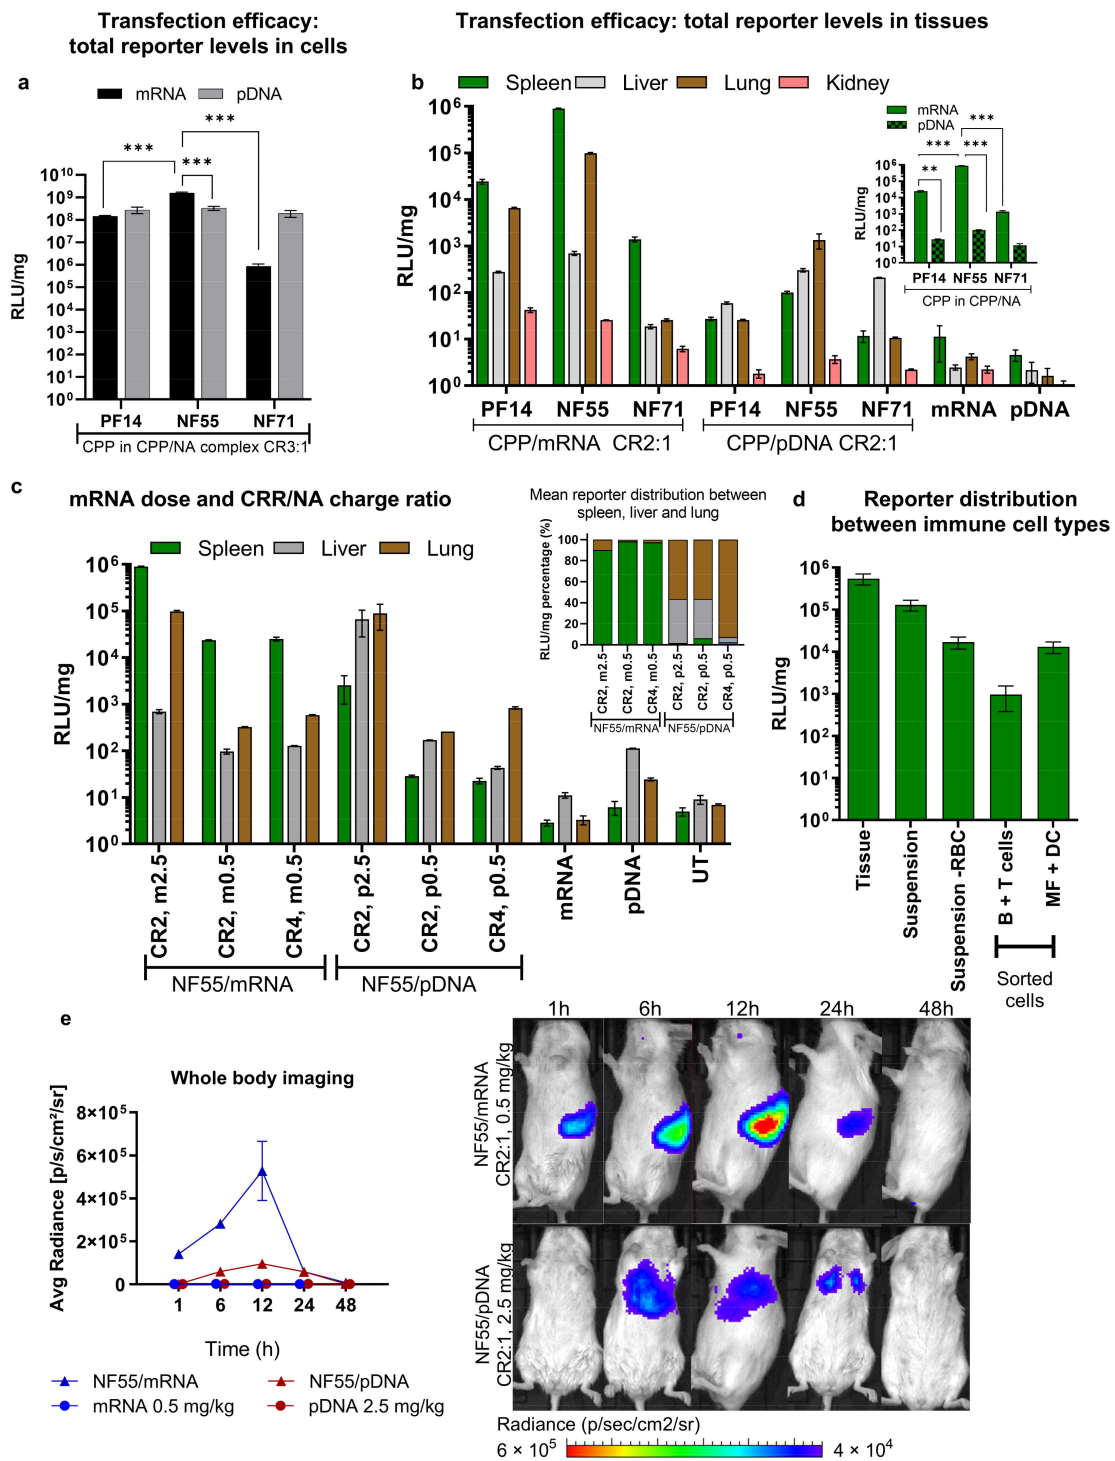 Transfection efficacy:
total reporter levels in cells
Transfection efficacy: total reporter levels in tissues
a
mRNA
pDNA
***
***
***
10^10
10^9
10^8
10^7
10^6
10^5
10^4
10^3
10^2
10^1
10^0
RLU/mg
PF14
NF55
NF71
CPP in CPP/NA complex CR3:1
b
Spleen
Liver
Lung
Kidney
10^6
10^5
10^4
10^3
10^2
10^1
10^0
RLU/mg
PF14
NF55
NF71
PF14
NF55
NF71
mRNA
pDNA
CPP/mRNA CR2:1
CPP/pDNA CR2:1
mRNA
pDNA
***
***
***
**
10^6
10^5
10^4
10^3
10^2
10^1
10^0
RLU/mg
PF14
NF55
NF71
CPP in CPP/NA
c
mRNA dose and CRR/NA charge ratio
Spleen
Liver
Lung
10^6
10^5
10^4
10^3
10^2
10^1
10^0
RLU/mg
CR2, m2.5
CR2, m0.5
CR4, m0.5
CR2, p2.5
CR2, p0.5
CR4, p0.5
mRNA
pDNA
UT
NF55/mRNA
NF55/pDNA
Mean reporter distribution between
spleen, liver and lung
RLU/mg percentage (%)
100
80
60
40
20
0
CR2, m2.5
CR2, m0.5
CR4, m0.5
CR2, p2.5
CR2, p0.5
CR4, p0.5
NF55/mRNA
NF55/pDNA
d
Reporter distribution
between immune cell types
10^6
10^5
10^4
10^3
10^2
10^1
10^0
RLU/mg
Tissue
Suspension
Suspension -RBC
B + T cells
MF + DC
Sorted
cells
e
Whole body imaging
Avg Radiance [p/s/cm²/sr]
8×10^5
6×10^5
4×10^5
2×10^5
0
1
6
12
24
48
Time (h)
NF55/mRNA
NF55/pDNA
mRNA 0.5 mg/kg
pDNA 2.5 mg/kg
1h
6h
12h
24h
48h
NF55/mRNA
CR2:1, 0.5 mg/kg
NF55/pDNA
CR2:1, 2.5 mg/kg
Radiance (p/sec/cm2/sr)
6 × 10^5
4 × 10^4